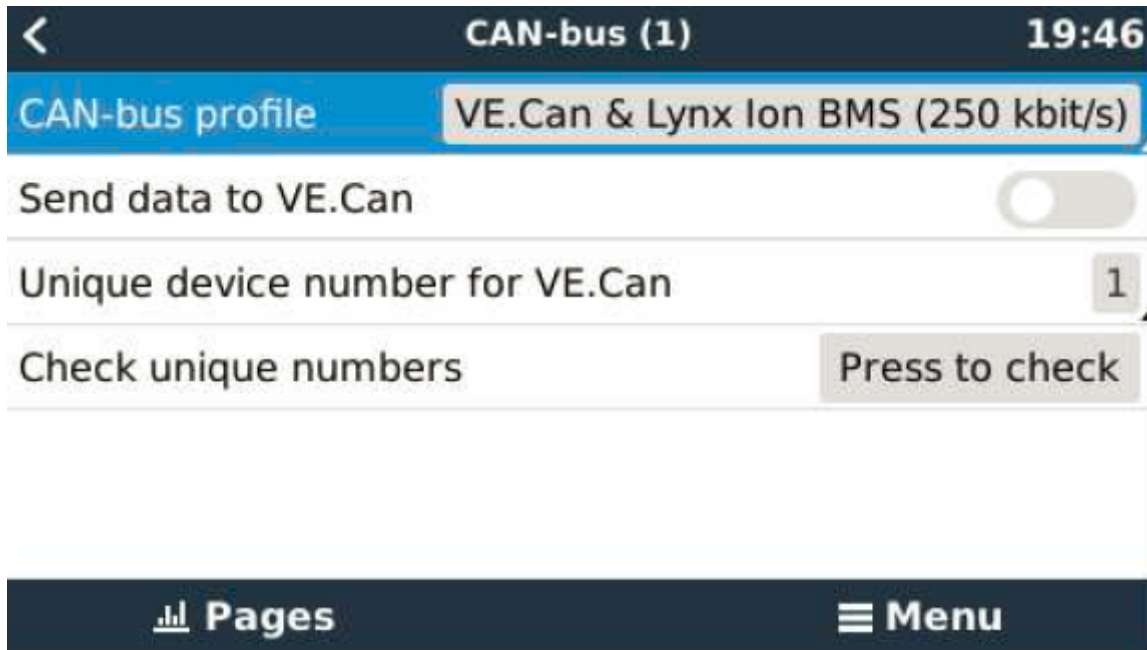 CAN-bus (1) 19:46
CAN-bus profile VE.Can & Lynx Ion BMS (250 kbit/s)
Send data to VE.Can
Unique device number for VE.Can 1
Check unique numbers Press to check
Pages Menu